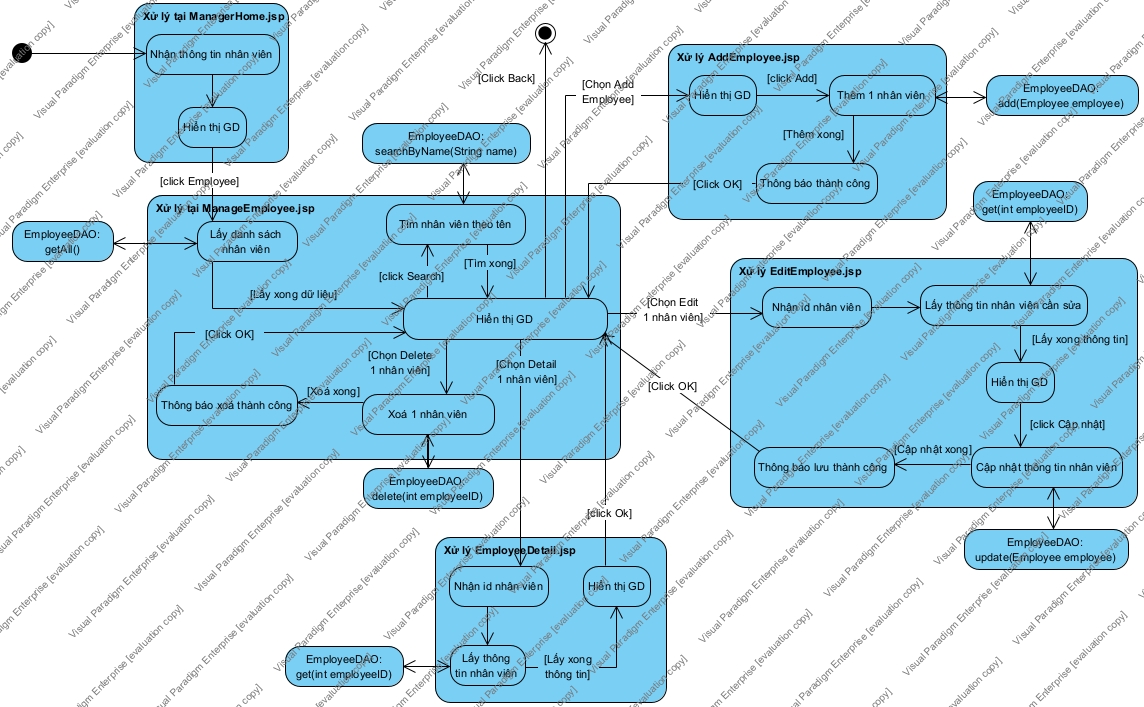 Xử lý tại ManagerHome.jsp
Nhận thông tin nhân viên
Hiển thị GD
[click Employee]
[Click Back]
EmployeeDAO:
searchByName(String name)
[Chọn Add
Employee]
Xử lý AddEmployee.jsp
Hiển thị GD
[click Add]
Thêm 1 nhân viên
[Thêm xong]
Thông báo thành công
[Click OK]
EmployeeDAO:
add(Employee employee)
Xử lý tại ManageEmployee.jsp
EmployeeDAO:
getAll()
Lấy danh sách
nhân viên
Tìm nhân viên theo tên
[click Search]
[Tìm xong]
[Lấy xong dữ liệu]
Hiển thị GD
[Click OK]
[Chọn Delete
1 nhân viên]
[Chọn Detail
1 nhân viên]
[Xoá xong]
Thông báo xoá thành công
Xoá 1 nhân viên
EmployeeDAO:
delete(int employeeID)
[Chọn Edit
1 nhân viên]
[Click OK]
EmployeeDAO:
get(int employeeID)
Xử lý EditEmployee.jsp
Nhận id nhân viên
Lấy thông tin nhân viên cần sửa
[Lấy xong thông tin]
Hiển thị GD
[click Cập nhật]
[Cập nhật xong]
Thông báo lưu thành công
Cập nhật thông tin nhân viên
EmployeeDAO:
update(Employee employee)
[click Ok]
Xử lý EmployeeDetail.jsp
Nhận id nhân viên
Hiển thị GD
Lấy thông
tin nhân viên
[Lấy xong
thông tin]
EmployeeDAO:
get(int employeeID)
Visual Paradigm Enterprise [evaluation copy]